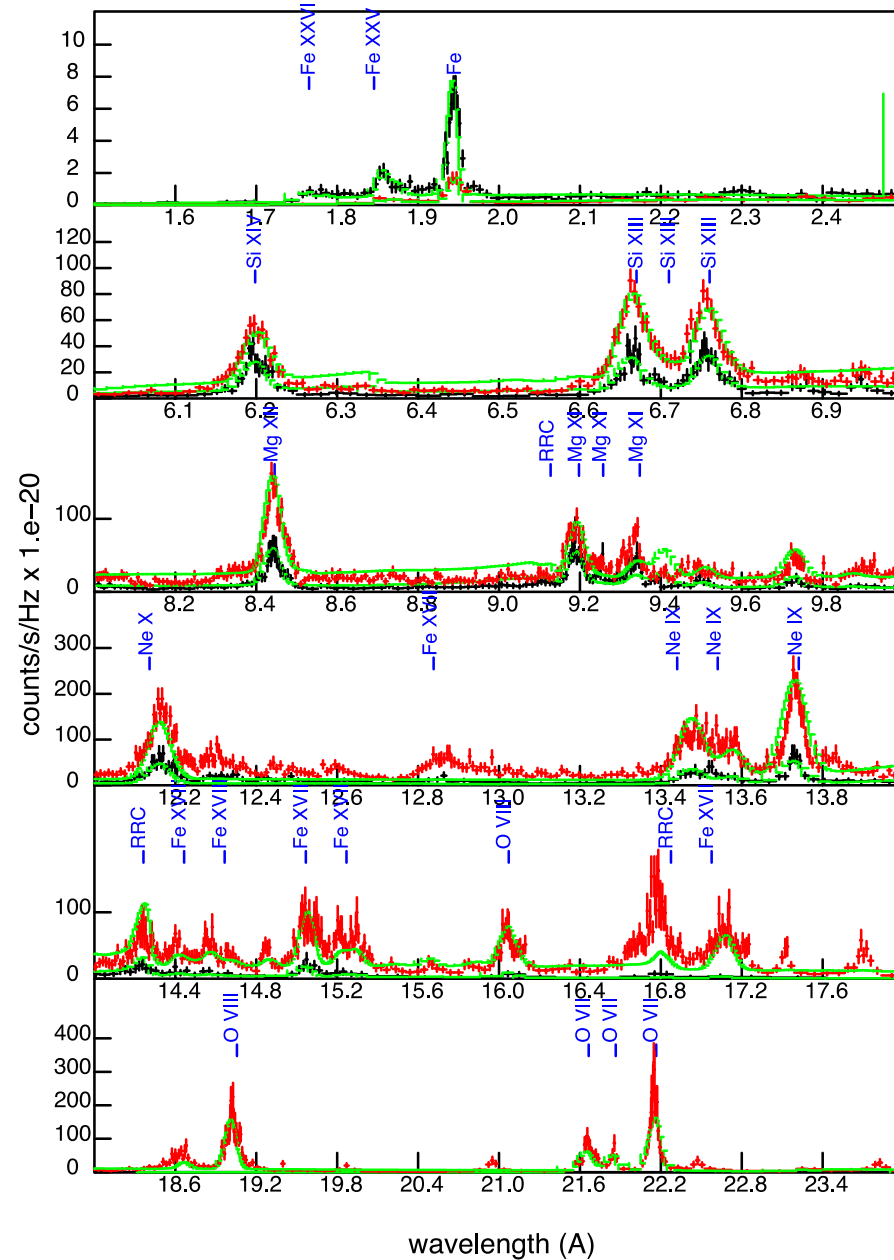 Fe XXVI Fe XXV Fe
10
8
6
4
2
0
1.6 1.7 1.8 1.9 2.0 2.1 2.2 2.3 2.4
Si XIV Si XIII Si XIII Si XIII
120
100
80
60
40
20
0
6.1 6.2 6.3 6.4 6.5 6.6 6.7 6.8 6.9
Mg XII RRC Mg XI Mg XI Mg XI
100
0
8.2 8.4 8.6 8.8 9.0 9.2 9.4 9.6 9.8
Ne X Fe Ne IX Ne IX Ne IX
300
200
100
0
12.2 12.4 12.6 12.8 13.0 13.2 13.4 13.6 13.8
RRC Fe Fe Fe Fe O VIII RRC Fe XVII
100
0
14.4 14.8 15.2 15.6 16.0 16.4 16.8 17.2 17.6
O VIII O VII O VII O VII
400
300
200
100
0
18.6 19.2 19.8 20.4 21.0 21.6 22.2 22.8 23.4
counts/s/Hz x 1.e−20
wavelength (A)